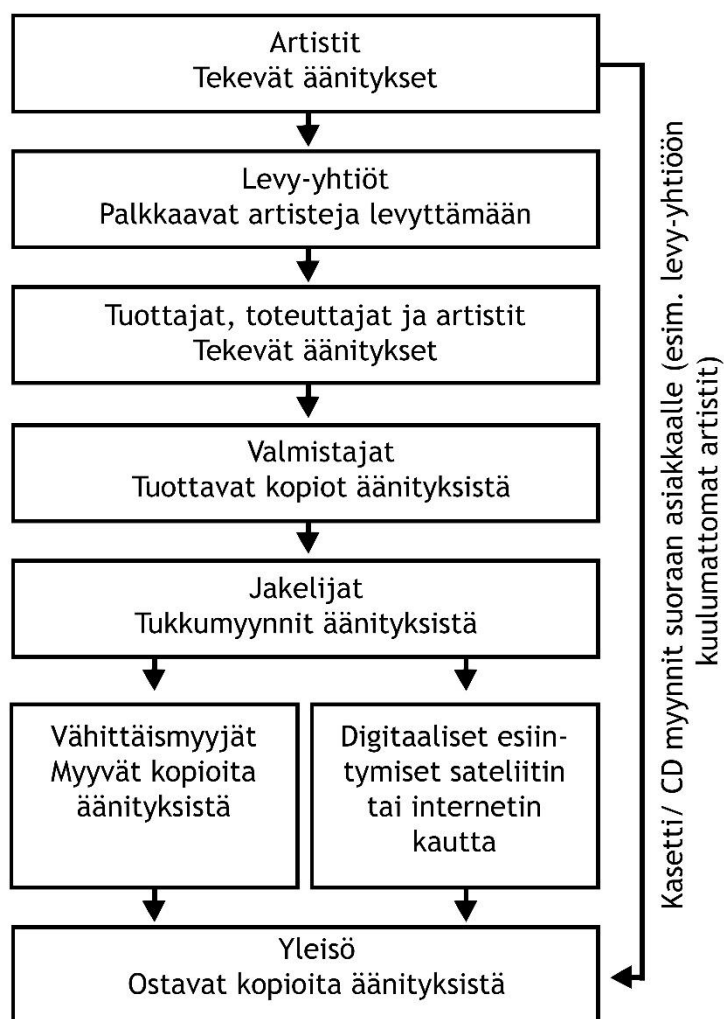 Artistit
Tekevät äänitykset
Levy-yhtiöt
Palkkaavat artisteja levyttämään
Tuottajat, toteuttajat ja artistit
Tekevät äänitykset
Valmistajat
Tuottavat kopiot äänityksistä
Jakelijat
Tukkumyynnit äänityksistä
Vähittäismyyjät
Myyvät kopioita
äänityksistä
Digitaaliset esiin-
tymiset sateliitin
tai internetin
kautta
Yleisö
Ostavat kopioita äänityksistä
Kasetti/ CD myynnit suoraan asiakkaalle (esim. levy-yhtiöön
kuulumattomat artistit)